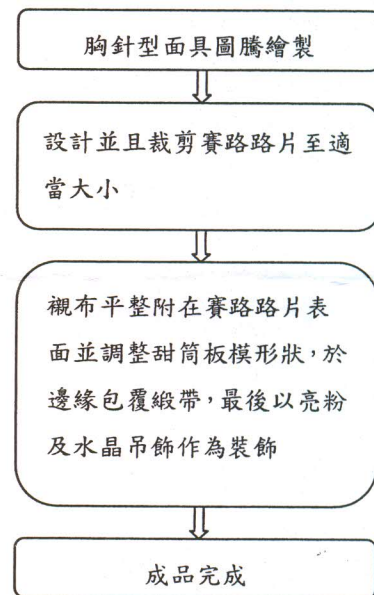 胸針型面具圖騰繪製
設計並且裁剪賽路路片至適
當大小
襯布平整附在賽路路片表
面並調整甜筒板模形狀，於
邊緣包覆緞帶，最後以亮粉
及水晶吊飾作為裝飾
成品完成